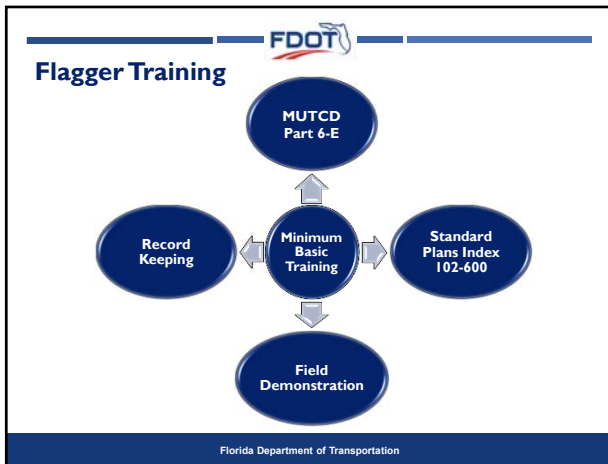 FDOT
Flagger Training
MUTCD
Part 6-E
Record
Keeping
Minimum
Basic
Training
Standard
Plans Index
102-600
Field
Demonstration
Florida Department of Transportation